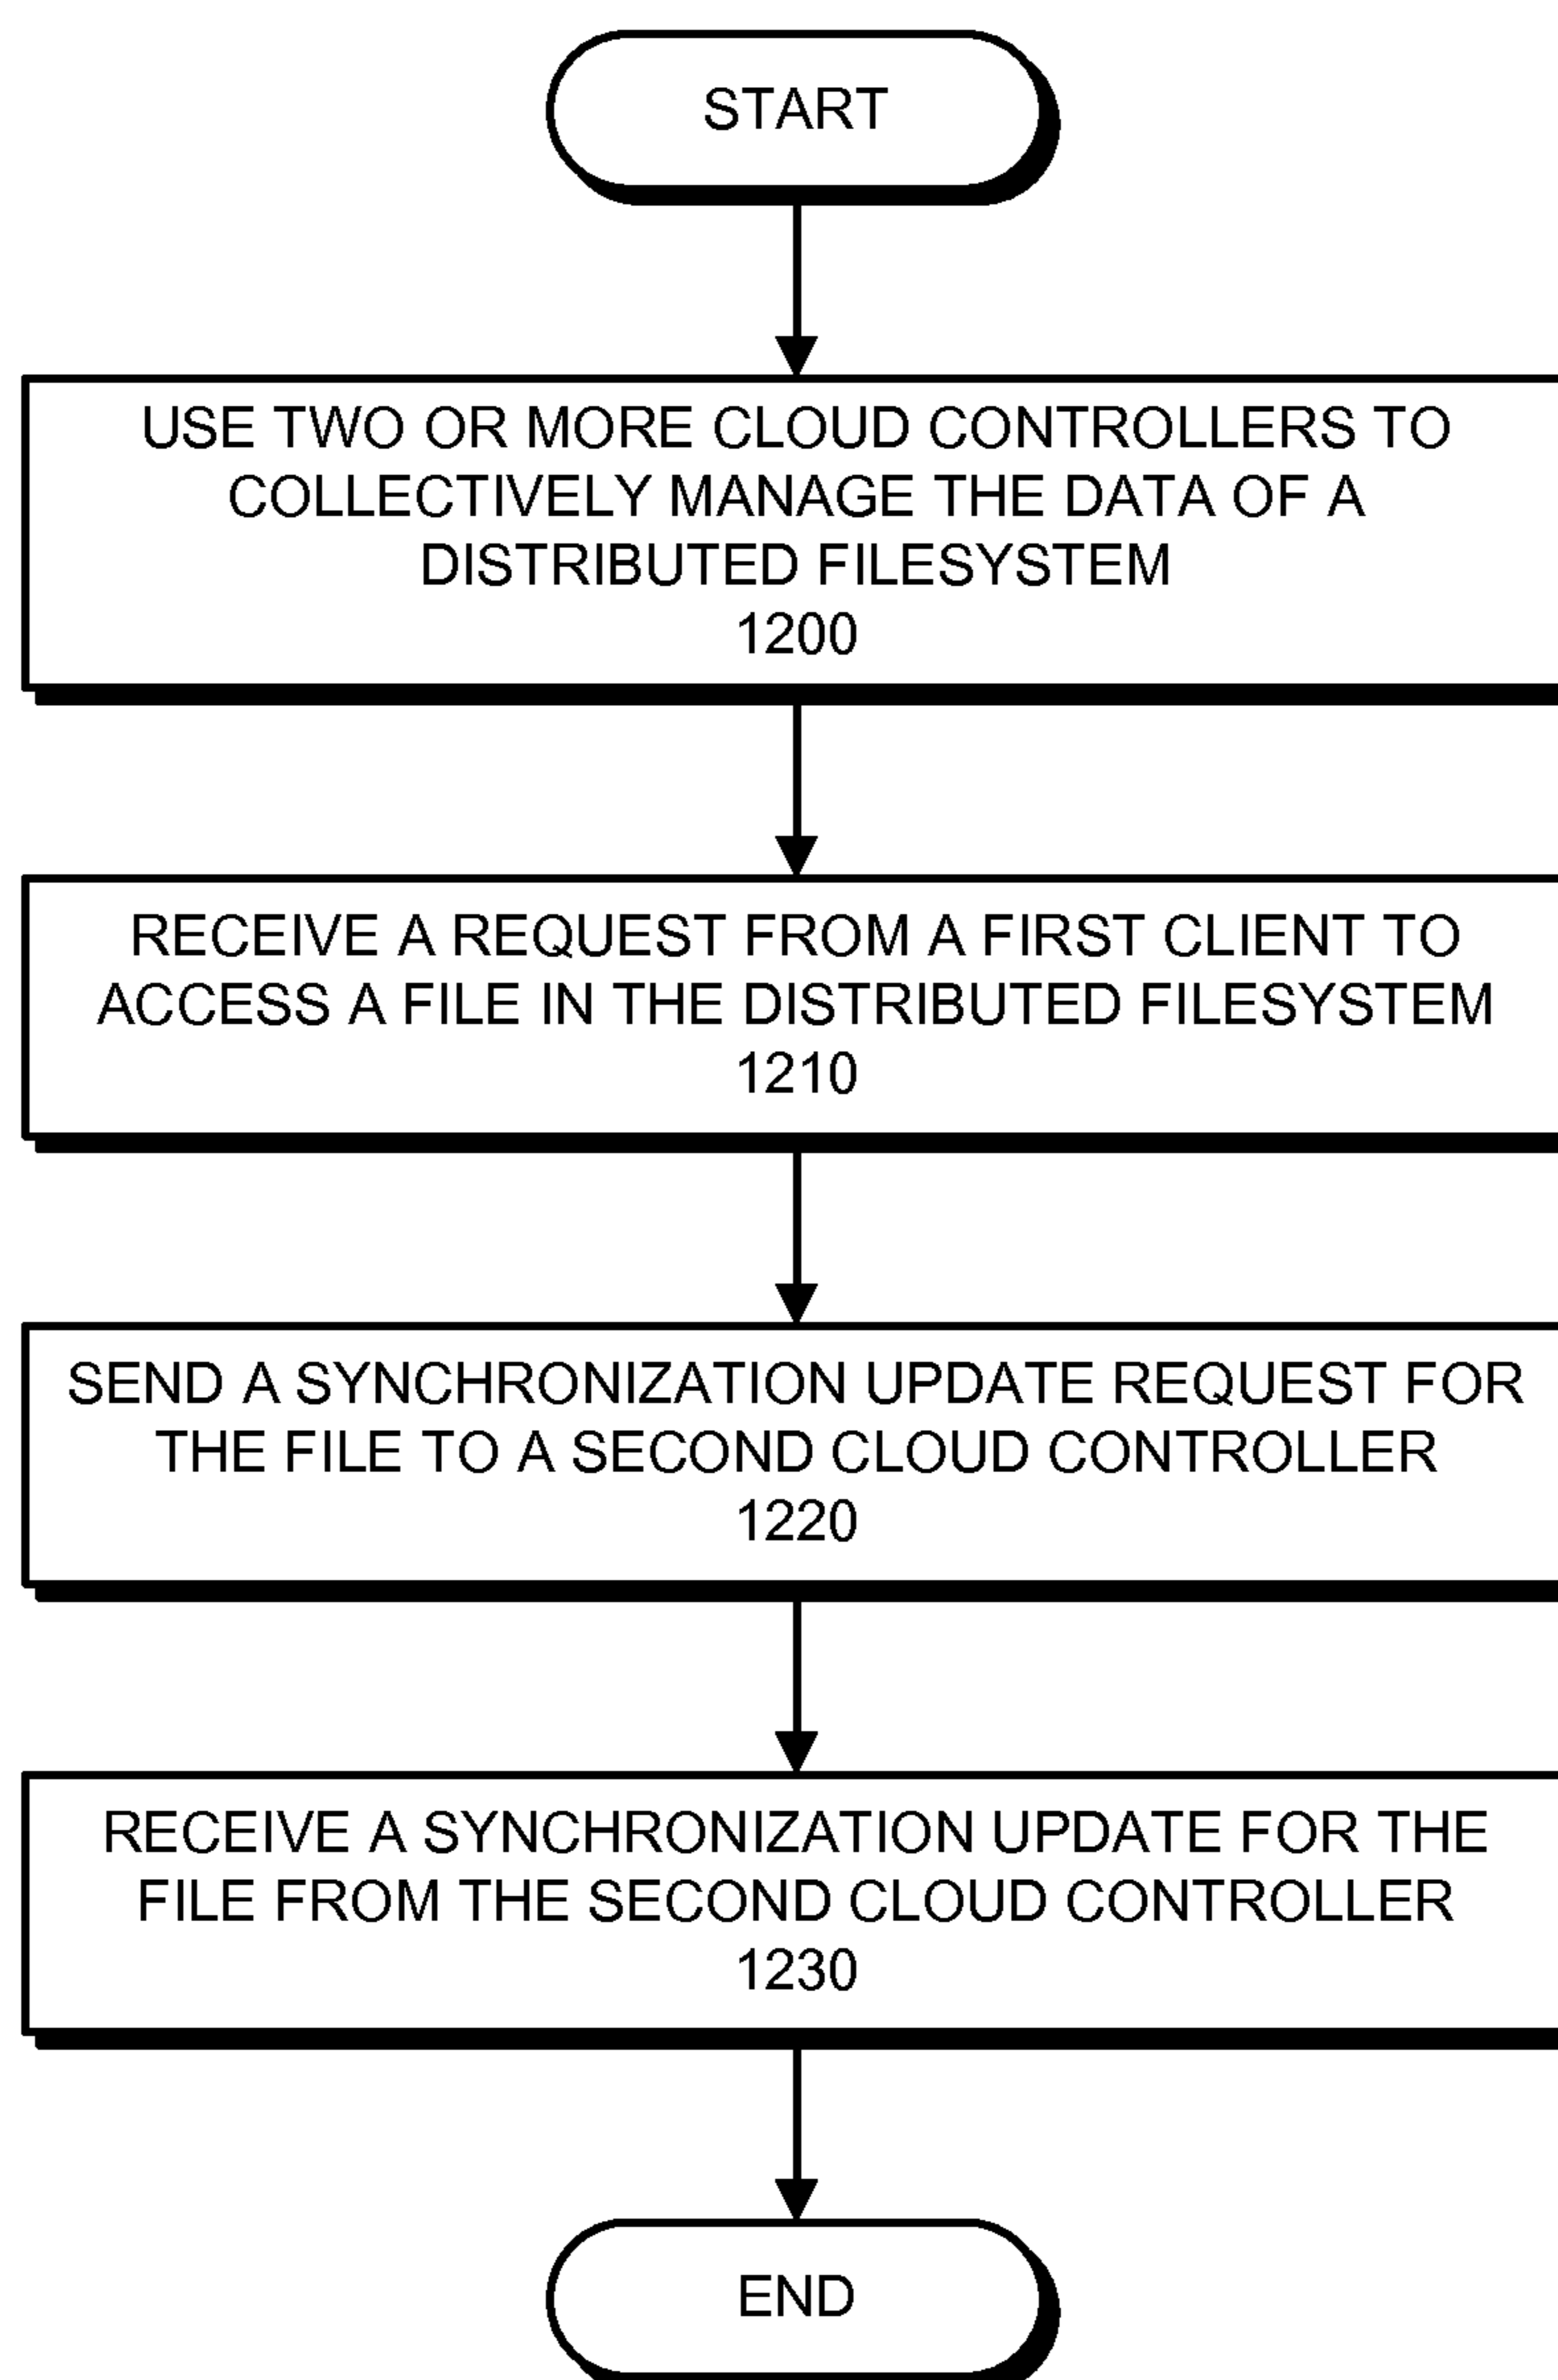 START
USE TWO OR MORE CLOUD CONTROLLERS TO
COLLECTIVELY MANAGE THE DATA OF A
DISTRIBUTED FILESYSTEM
1200
RECEIVE A REQUEST FROM A FIRST CLIENT TO
ACCESS A FILE IN THE DISTRIBUTED FILESYSTEM
1210
SEND A SYNCHRONIZATION UPDATE REQUEST FOR
THE FILE TO A SECOND CLOUD CONTROLLER
1220
RECEIVE A SYNCHRONIZATION UPDATE FOR THE
FILE FROM THE SECOND CLOUD CONTROLLER
1230
END